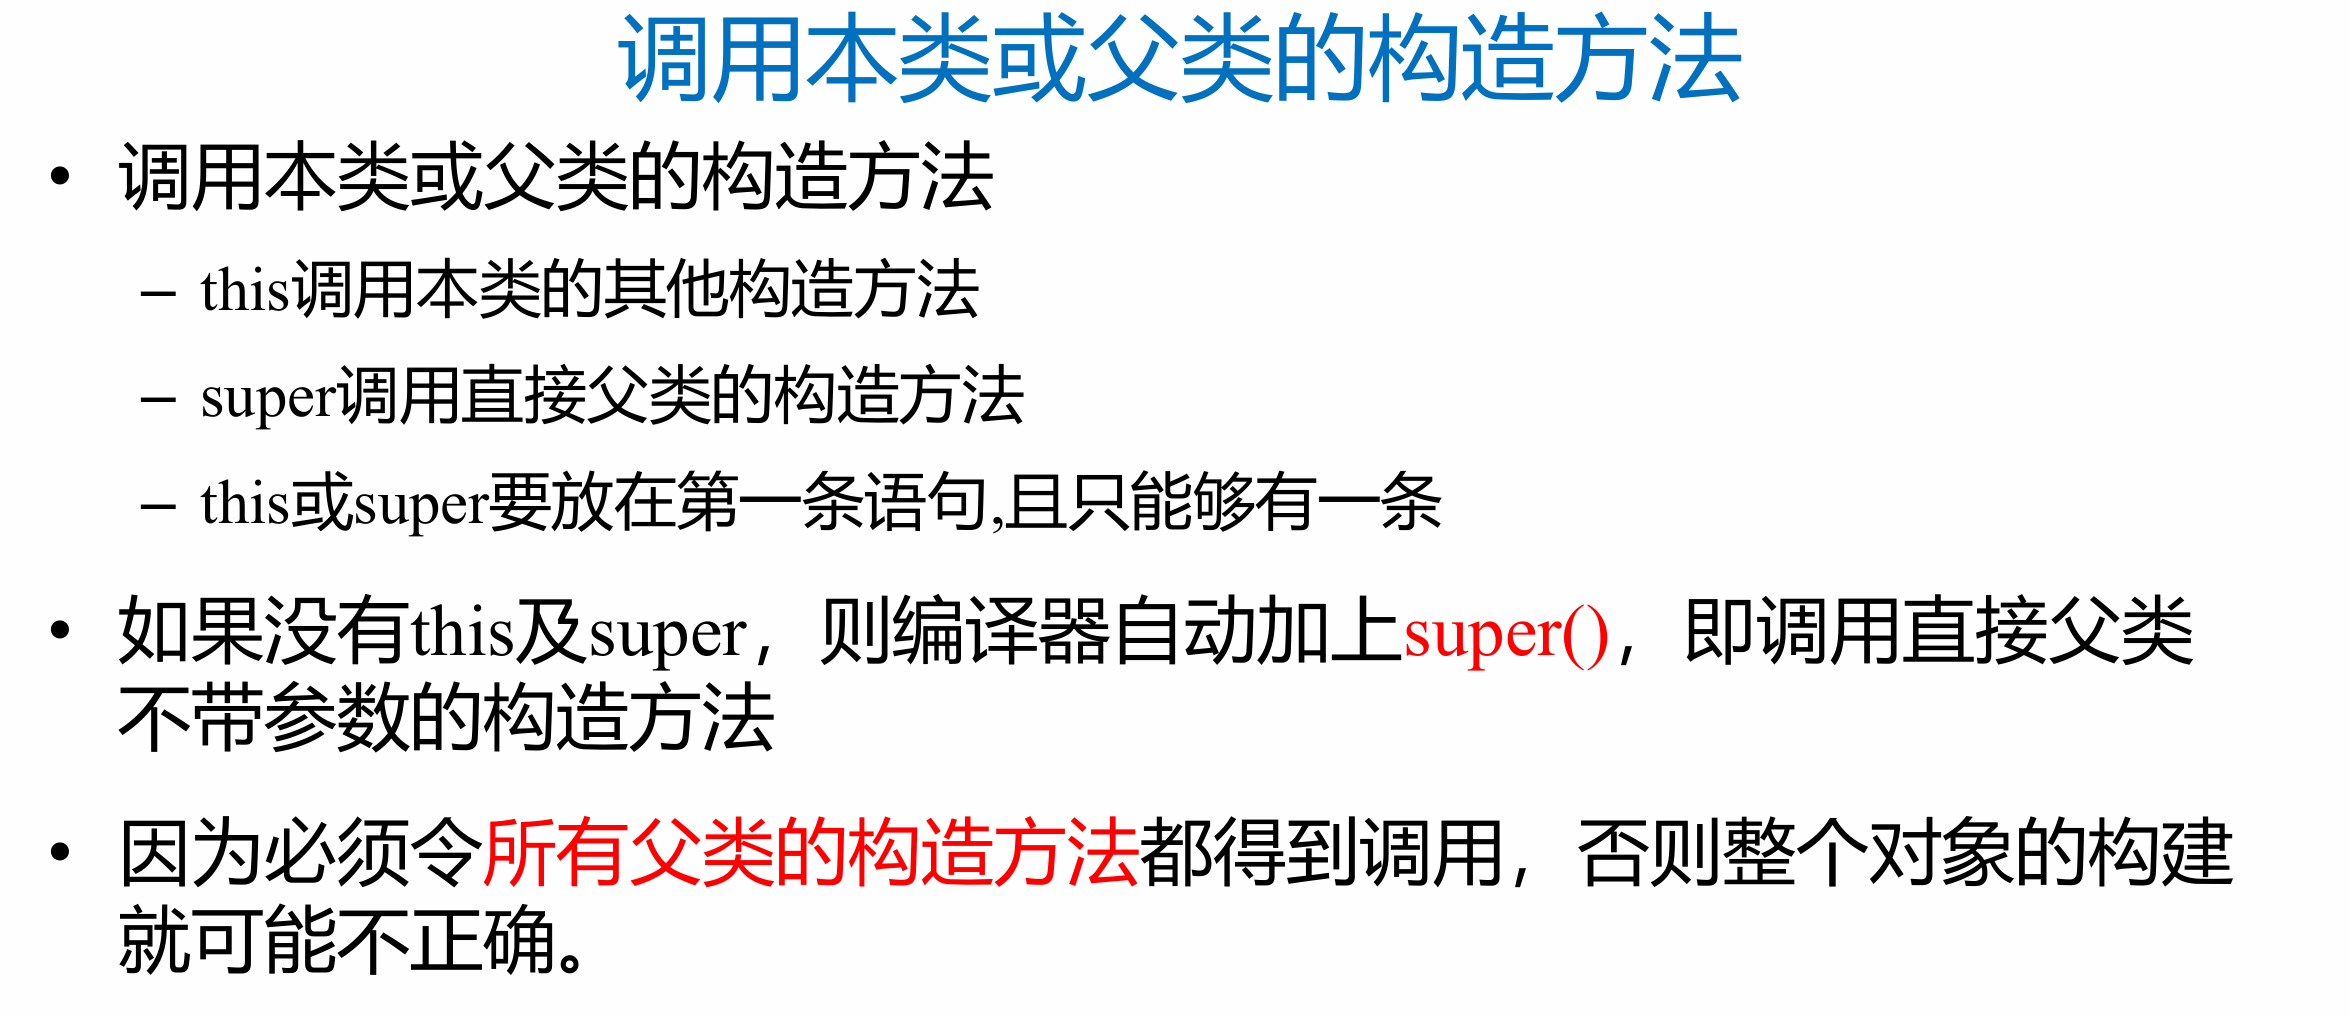 调用本类或父类的构造方法
• 调用本类或父类的构造方法
– this调用本类的其他构造方法
– super调用直接父类的构造方法
– this或super要放在第一条语句,且只能够有一条
• 如果没有this及super，则编译器自动加上super()，即调用直接父类
不带参数的构造方法
• 因为必须令所有父类的构造方法都得到调用，否则整个对象的构建
就可能不正确。